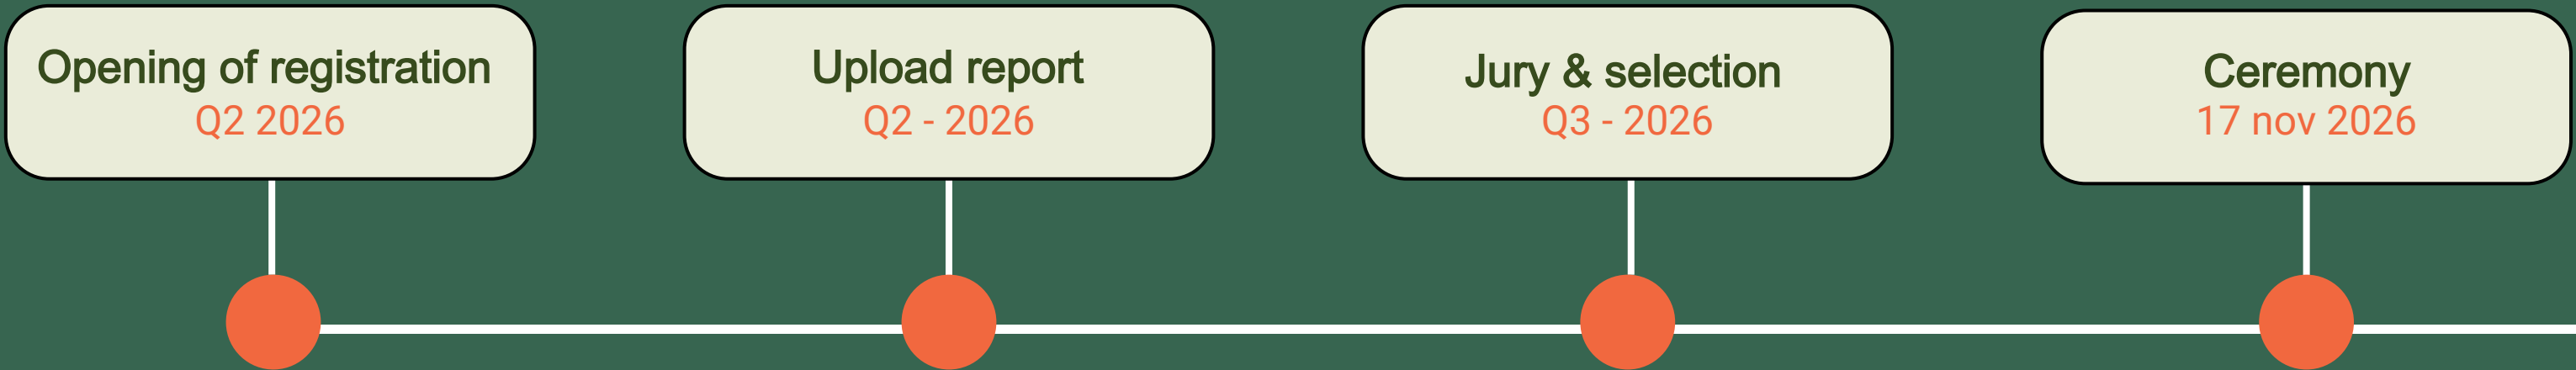 Opening of registration
Q2 2026
Upload report
Q2 - 2026
Jury & selection
Q3 - 2026
Ceremony
17 nov 2026